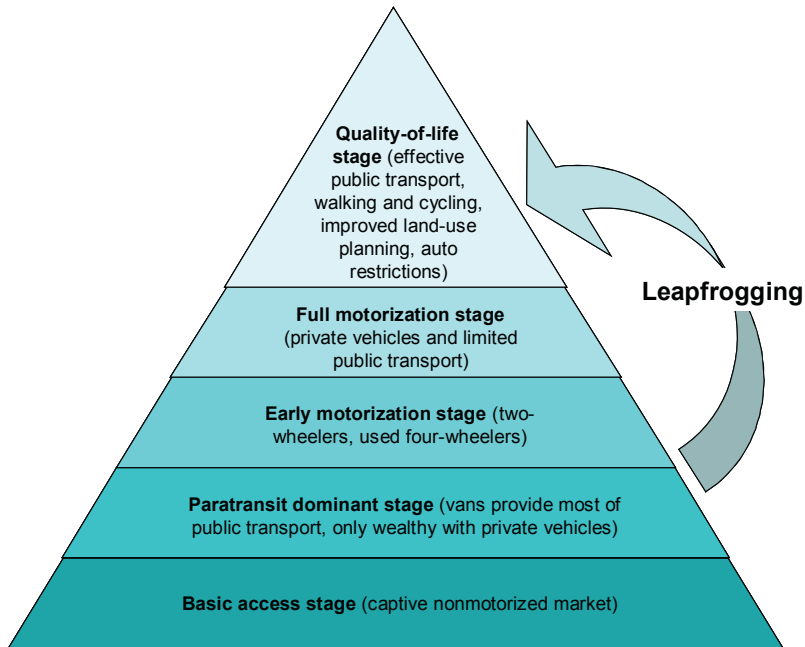 Quality-of-life
stage (effective
public transport,
walking and cycling,
improved land-use
planning, auto
restrictions)
Leapfrogging
Full motorization stage
(private vehicles and limited
public transport)
Early motorization stage (two-
wheelers, used four-wheelers)
Paratransit dominant stage (vans provide most of
public transport, only wealthy with private vehicles)
Basic access stage (captive nonmotorized market)